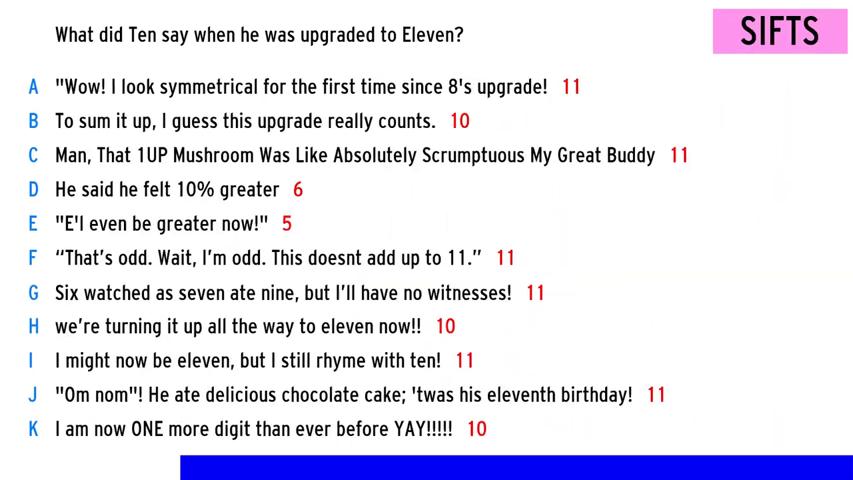 What did Ten say when he was upgraded to Eleven?
SIFTS
A "Wow! I look symmetrical for the first time since 8's upgrade! 11
B To sum it up, I guess this upgrade really counts. 10
C Man, That 1UP Mushroom Was Like Absolutely Scrumptuous My Great Buddy 11
D He said he felt 10% greater 6
E "E'l even be greater now!" 5
F “That’s odd. Wait, I’m odd. This doesnt add up to 11.” 11
G Six watched as seven ate nine, but I’ll have no witnesses! 11
H we’re turning it up all the way to eleven now!! 10
I I might now be eleven, but I still rhyme with ten! 11
J "Om nom"! He ate delicious chocolate cake; 'twas his eleventh birthday! 11
K I am now ONE more digit than ever before YAY!!!!! 10